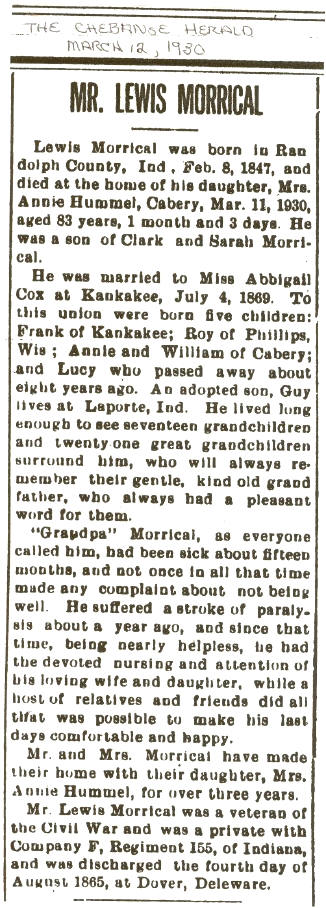 THE CHEBANSE HERALD
MARCH 12, 1930
MR. LEWIS MORRICAL
Lewis Morrical was born in Ran
dolph County, Ind , Feb. 8, 1847, and
died at the home of his daughter, Mrs.
Annie Hummel, Cabery, Mar. 11, 1930,
aged 83 years, 1 month and 3 days. He
was a son of Clark and Sarah Morri-
cal.
He was married to Miss Abbigail
Cox at Kankakee, July 4, 1869. To
this union were born five children:
Frank of Kankakee; Roy of Phillips,
Wis ; Annie and William of Cabery;
and Lucy who passed away about
eight years ago. An adopted son, Guy
lives at Laporte, Ind. He lived long
enough to see seventeen grandchildren
and twenty one great grandchildren
surround him, who will always re-
member their gentle, kind old grand
father, who always had a pleasant
word for them.
"Grandpa" Morrical, as everyone
called him, had been sick about fifteen
months, and not once in all that time
made any complaint about not being
well. He suffered a stroke of paraly-
sis about a year ago, and since that
time, being nearly helpless, he had
the devoted nursing and attention of
his loving wife and daughter, while a
host of relatives and friends did all
that was possible to make his last
days comfortable and happy.
Mr. and Mrs. Morrical have made
their home with their daughter, Mrs.
Annie Hummel, for over three years.
Mr. Lewis Morrical was a veteran of
the Civil War and was a private with
Company F, Regiment 155, of Indiana,
and was discharged the fourth day of
August 1865, at Dover, Deleware.